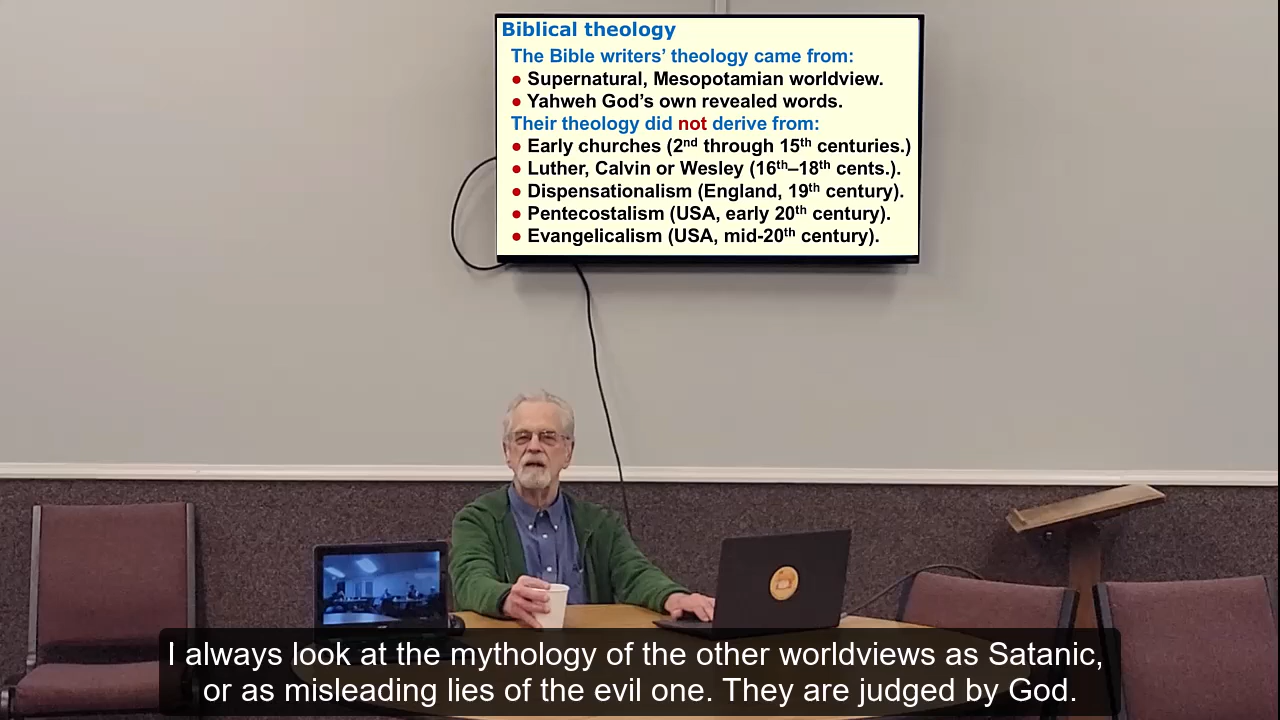 Biblical theology
The Bible writers’ theology came from:
● Supernatural, Mesopotamian worldview.
● Yahweh God’s own revealed words.
Their theology did not derive from:
● Early churches (2nd through 15th centuries.)
● Luther, Calvin or Wesley (16th–18th cents.).
● Dispensationalism (England, 19th century).
● Pentecostalism (USA, early 20th century).
● Evangelicalism (USA, mid-20th century).
I always look at the mythology of the other worldviews as Satanic,
or as misleading lies of the evil one. They are judged by God.